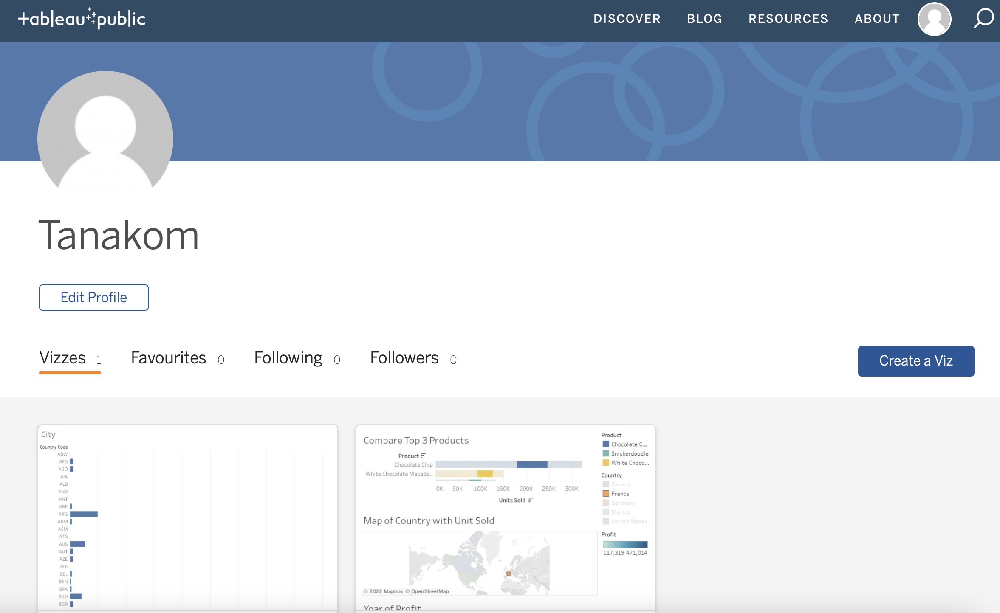 tableau public
DISCOVER BLOG RESOURCES ABOUT
Tanakom
Edit Profile
Vizzes 1 Favourites 0 Following 0 Followers 0
Create a Viz
City
Country Code
ABW
AFG
AGO
AIA
ALB
AND
ANT
ARE
ARG
ARM
ASM
ATG
AUS
AUT
AZE
BDI
BEL
BEN
BFA
BGD
BGR
Compare Top 3 Products
Product
Chocolate Chip
White Chocolate Macada..
0K 50K 100K 150K 200K 250K 300K
Units Sold
Map of Country with Unit Sold
© 2022 Mapbox © OpenStreetMap
Year of Profit
Product
Chocolate C...
Snickerdoodle
White Choco...
Country
Canada
France
Germany
Mexico
United States
Profit
117,319 471,014